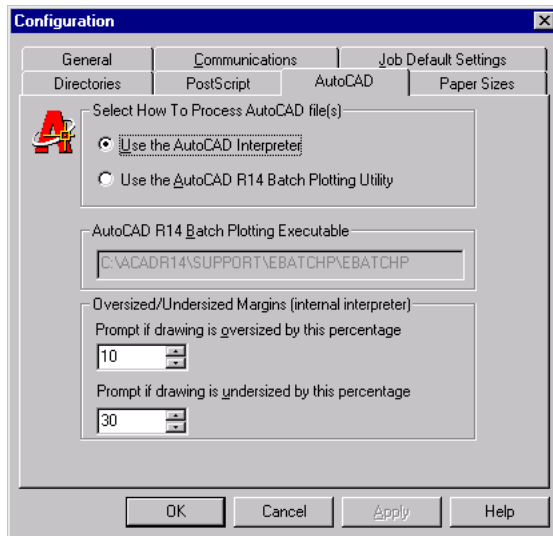 Configuration
General
Communications
Job Default Settings
Directories
PostScript
AutoCAD
Paper Sizes
Select How To Process AutoCAD file(s)
Use the AutoCAD Interpreter
Use the AutoCAD R14 Batch Plotting Utility
AutoCAD R14 Batch Plotting Executable
C:\ACADR14\SUPPORT\EBATCHP\EBATCHP
Oversized/Undersized Margins (internal interpreter)
Prompt if drawing is oversized by this percentage
10
Prompt if drawing is undersized by this percentage
30
OK
Cancel
Apply
Help